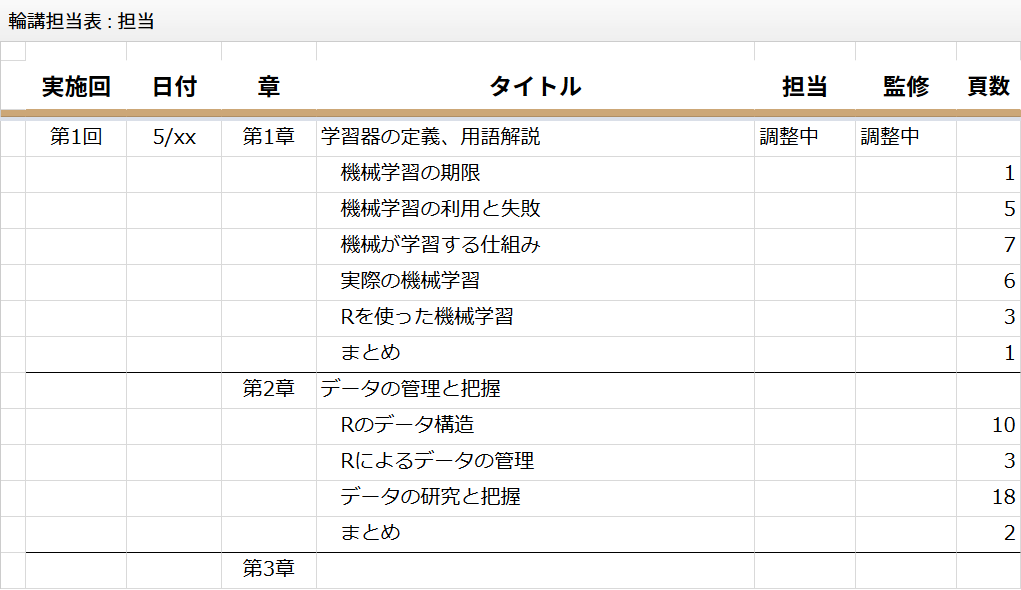 輪講担当表 : 担当
実施回 日付 章 タイトル 担当 監修 頁数
第1回 5/xx 第1章 学習器の定義、用語解説 調整中 調整中
機械学習の期限 1
機械学習の利用と失敗 5
機械が学習する仕組み 7
実際の機械学習 6
Rを使った機械学習 3
まとめ 1
第2章 データの管理と把握
Rのデータ構造 10
Rによるデータの管理 3
データの研究と把握 18
まとめ 2
第3章